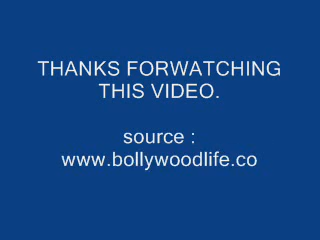 THANKS FORWATCHING
THIS VIDEO.
source :
www.bollywoodlife.co